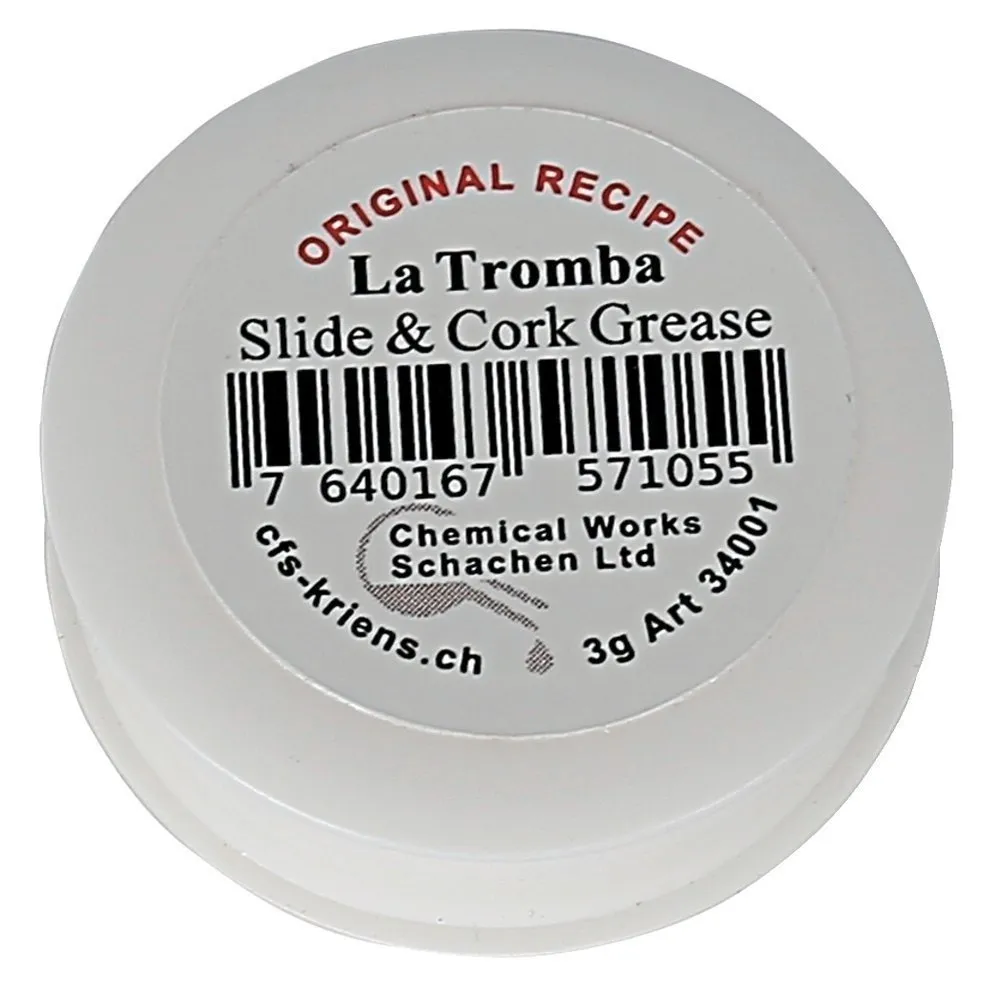 ORIGINAL RECIPE
La Tromba
Slide & Cork Grease
7 640167 571055
Chemical Works
Schachen Ltd
cfs-kriens.ch
3g Art 34001